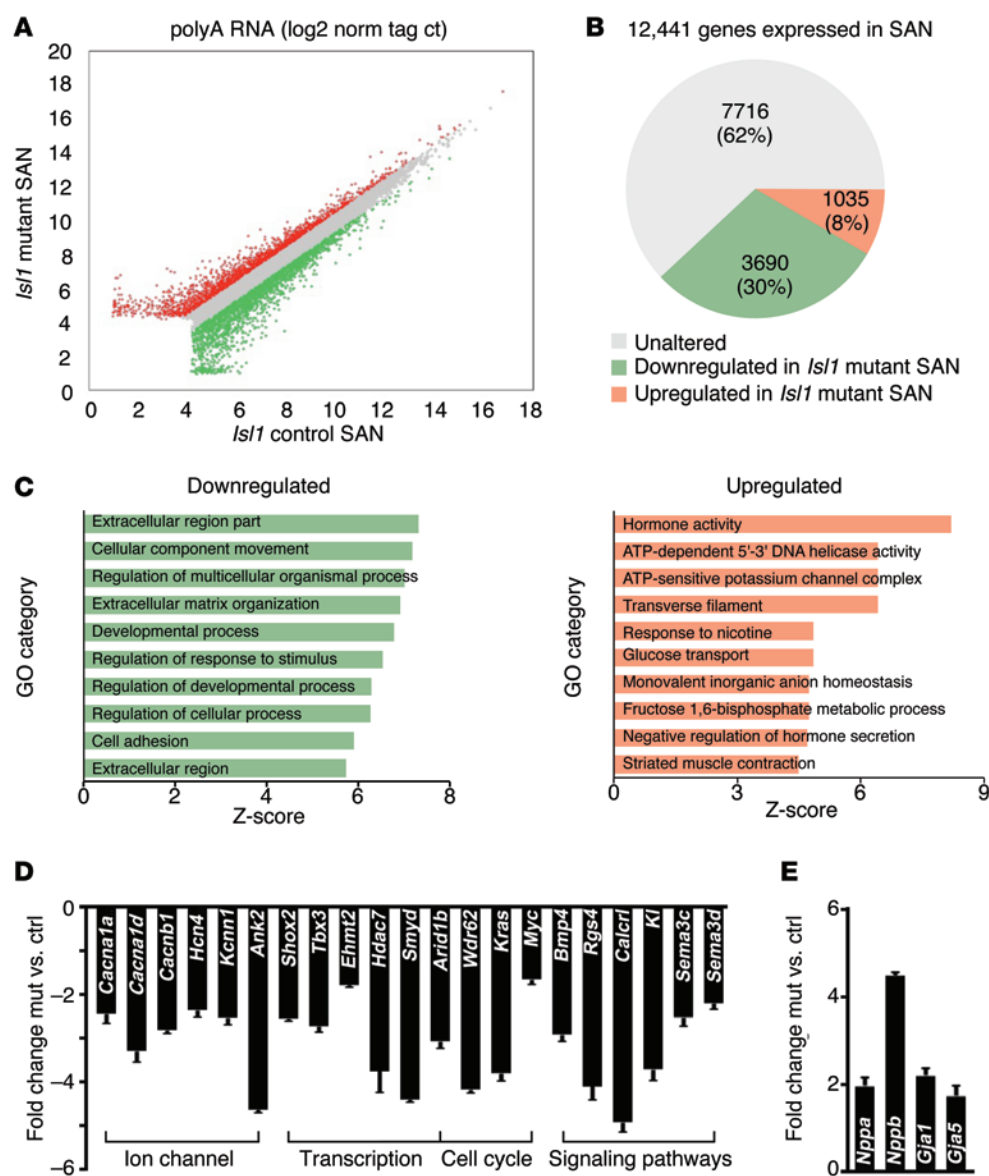 A
polyA RNA (log2 norm tag ct)
20
18
16
14
12
10
8
6
4
2
0
Isl1 mutant SAN
0 2 4 6 8 10 12 14 16 18
Isl1 control SAN
B
12,441 genes expressed in SAN
7716
(62%)
1035
(8%)
3690
(30%)
Unaltered
Downregulated in Isl1 mutant SAN
Upregulated in Isl1 mutant SAN
C
Downregulated
GO category
Extracellular region part
Cellular component movement
Regulation of multicellular organismal process
Extracellular matrix organization
Developmental process
Regulation of response to stimulus
Regulation of developmental process
Regulation of cellular process
Cell adhesion
Extracellular region
0 2 4 6 8
Z-score
Upregulated
GO category
Hormone activity
ATP-dependent 5'-3' DNA helicase activity
ATP-sensitive potassium channel complex
Transverse filament
Response to nicotine
Glucose transport
Monovalent inorganic anion homeostasis
Fructose 1,6-bisphosphate metabolic process
Negative regulation of hormone secretion
Striated muscle contraction
0 3 6 9
Z-score
D
Fold change mut vs. ctrl
0
−2
−4
−6
Cacna1a
Cacna1d
Cacnb1
Hcn4
Kcnn1
Ank2
Shox2
Tbx3
Ehmt2
Hdac7
Smyd
Arid1b
Wdr62
Kras
Myc
Bmp4
Rgs4
Calcrl
Kl
Sema3c
Sema3d
Ion channel
Transcription
Cell cycle
Signaling pathways
E
Fold change mut vs. ctrl
6
4
2
0
Nppa
Nppb
Gja1
Gja5